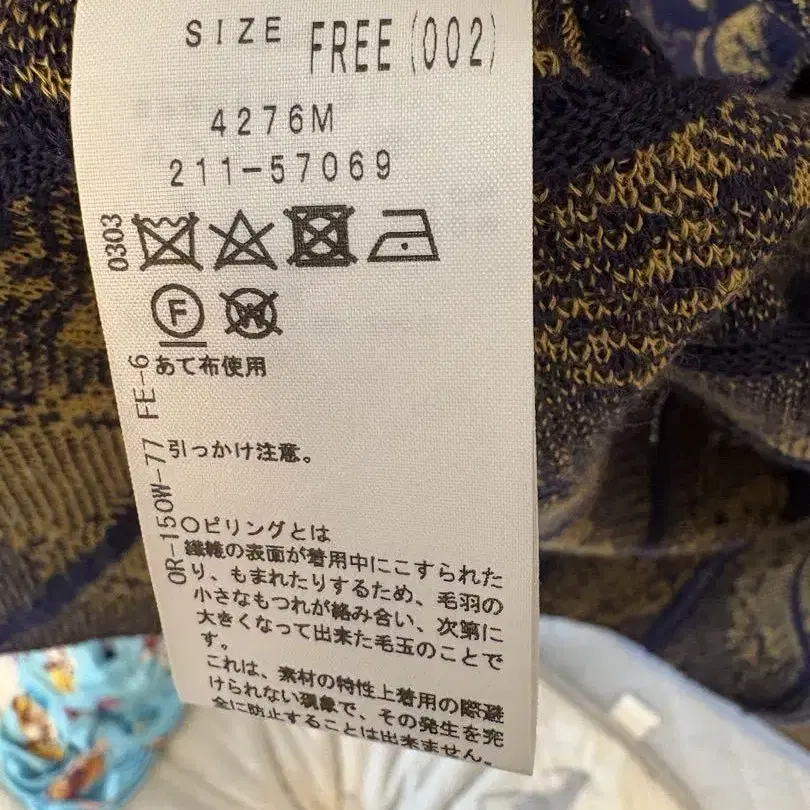 SIZE FREE(002)
4276M
211-57069
0303
F
W
あて布使用
引っかけ注意。
OR-150W-77 FE-6
〇ピリングとは
繊維の表面が着用中にこすられた
り、もまれたりするため、毛羽の
小さなもつれが絡み合い、次第に
大きくなって出来た毛玉のことで
す。
これは、素材の特性上着用の際避
けられない現象で、その発生を完
全に防止することは出来ません。